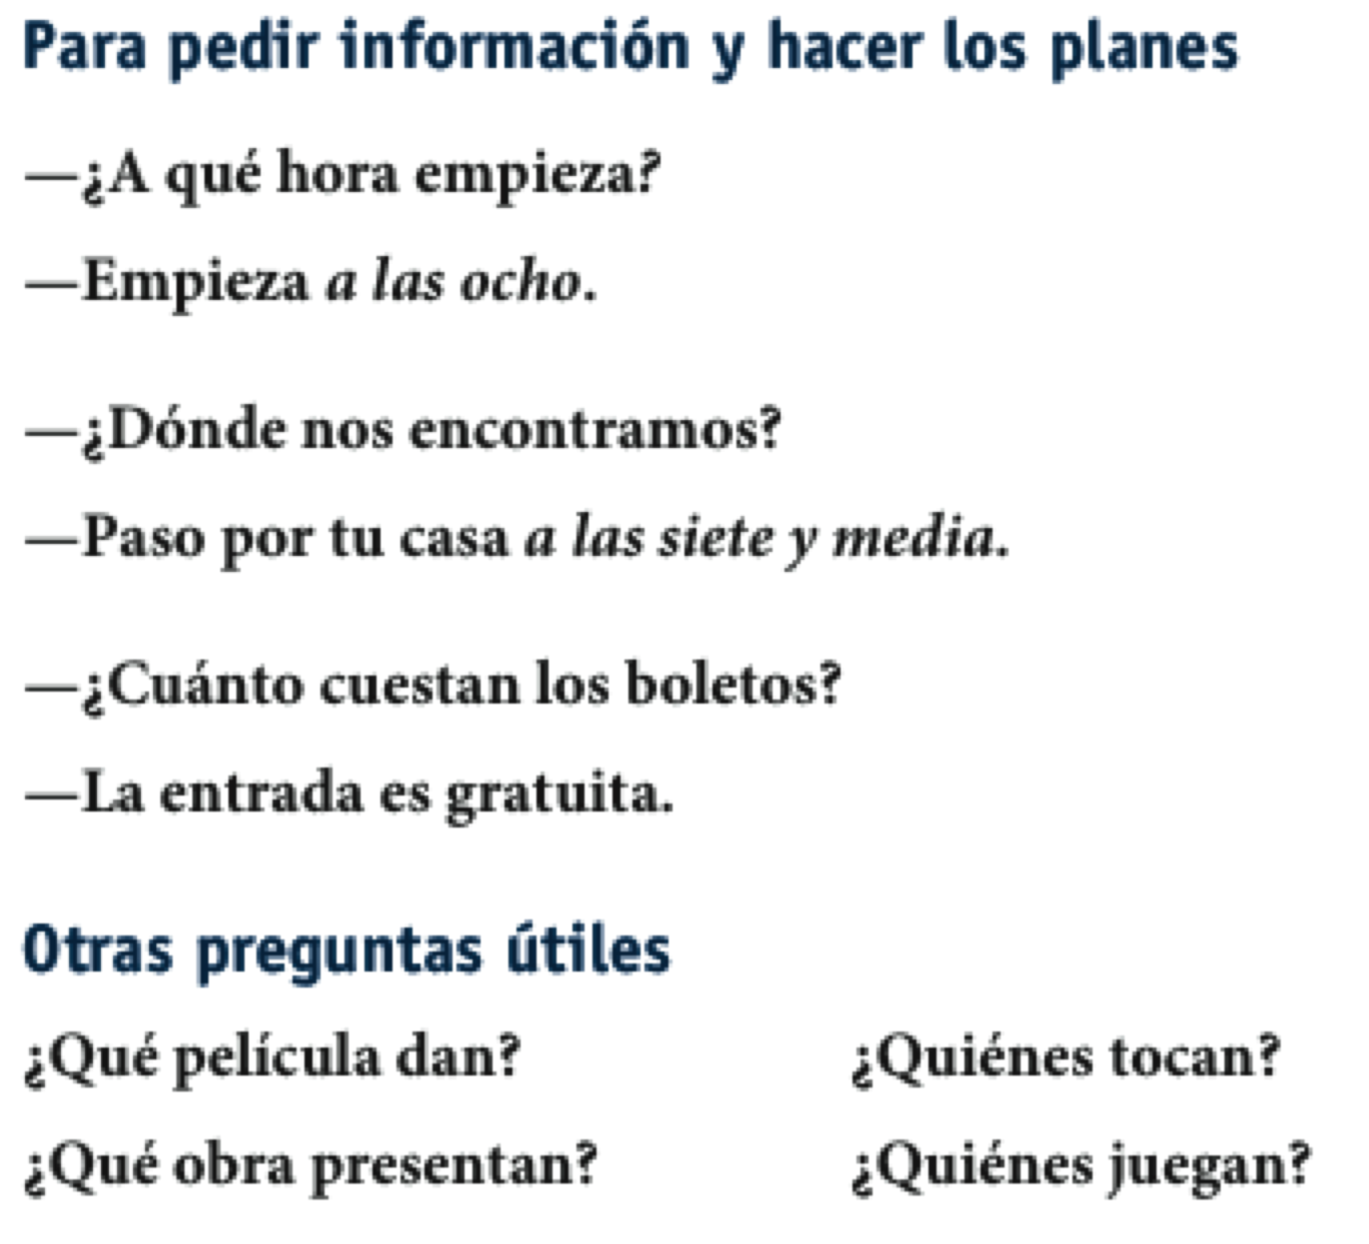 Para pedir información y hacer los planes
—¿A qué hora empieza?
—Empieza a las ocho.
—¿Dónde nos encontramos?
—Paso por tu casa a las siete y media.
—¿Cuánto cuestan los boletos?
—La entrada es gratuita.
Otras preguntas útiles
¿Qué película dan?
¿Quiénes tocan?
¿Qué obra presentan?
¿Quiénes juegan?